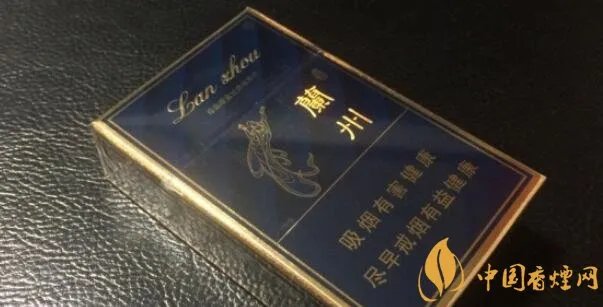 Lan zhou
蘭州
吸烟有害健康
尽早戒烟有益健康
中国香烟网